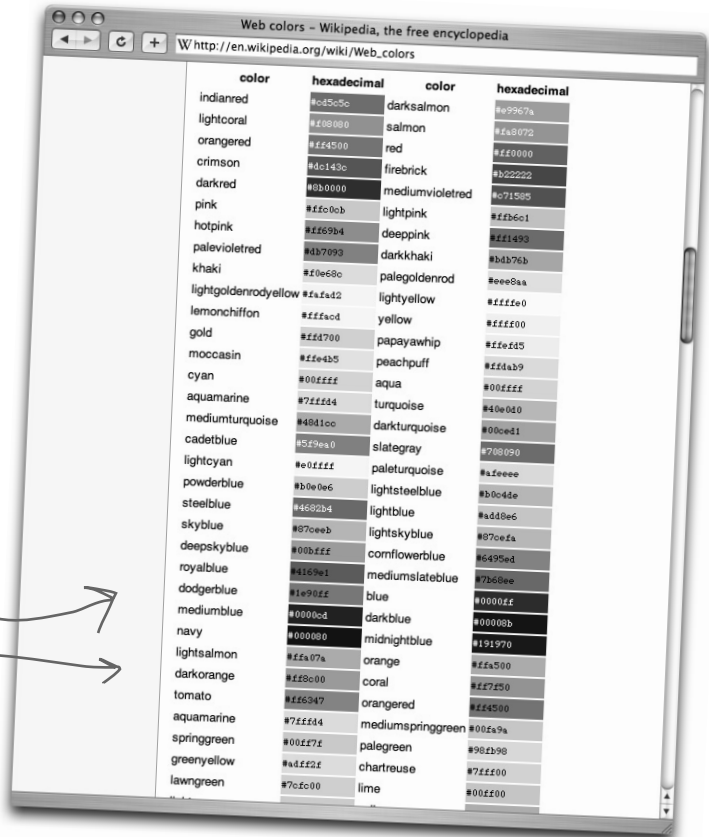 Web colors – Wikipedia, the free encyclopedia
W http://en.wikipedia.org/wiki/Web_colors
color hexadecimal color hexadecimal
indianred #cd5c5c darksalmon #e9967a
lightcoral #f08080 salmon #fa8072
orangered #ff4500 red #ff0000
crimson #dc143c firebrick #b22222
darkred #8b0000 mediumvioletred #c71585
pink #ffc0cb lightpink #ffb6c1
hotpink #ff69b4 deeppink #ff1493
palevioletred #db7093 darkkhaki #bdb76b
khaki #f0e68c palegoldenrod #eee8aa
lightgoldenrodyellow #fafad2 lightyellow #ffffe0
lemonchiffon #fffacd yellow #ffff00
gold #ffd700 papayawhip #ffefd5
moccasin #ffe4b5 peachpuff #ffdab9
cyan #00ffff aqua #00ffff
aquamarine #7fffd4 turquoise #40e0d0
mediumturquoise #48d1cc darkturquoise #00ced1
cadetblue #5f9ea0 slategray #708090
lightcyan #e0ffff paleturquoise #afeeee
powderblue #b0e0e6 lightsteelblue #b0c4de
steelblue #4682b4 lightblue #add8e6
skyblue #87ceeb lightskyblue #87cefa
deepskyblue #00bfff cornflowerblue #6495ed
royalblue #4169e1 mediumslateblue #7b68ee
dodgerblue #1e90ff blue #0000ff
mediumblue #0000cd darkblue #00008b
navy #000080 midnightblue #191970
lightsalmon #ffa07a orange #ffa500
darkorange #ff8c00 coral #ff7f50
tomato #ff6347 orangered #ff4500
aquamarine #7fffd4 mediumspringgreen #00fa9a
springgreen #00ff7f palegreen #98fb98
greenyellow #adff2f chartreuse #7fff00
lawngreen #7cfc00 lime #00ff00